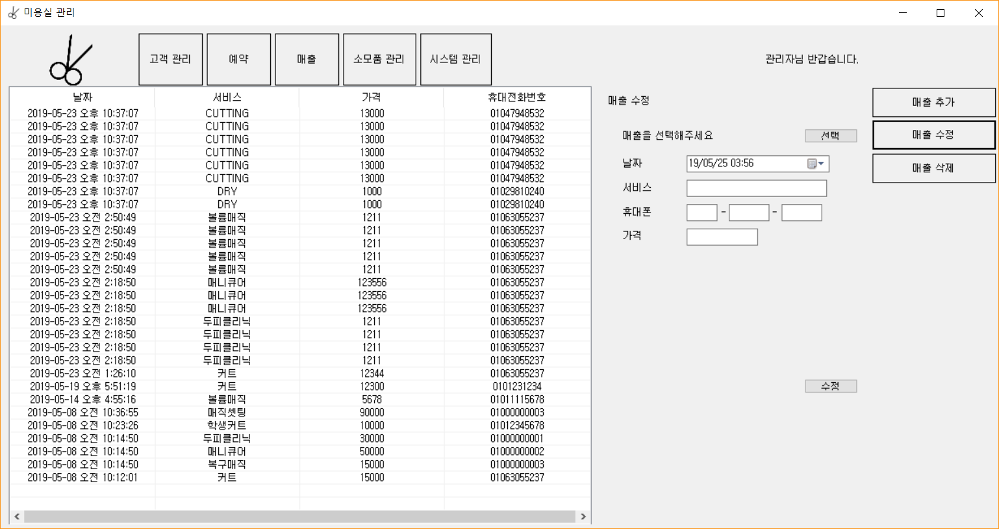 미용실 관리
고객 관리 예약 매출 소모품 관리 시스템 관리 관리자님 반갑습니다.
날짜 서비스 가격 휴대전화번호
2019-05-23 오후 10:37:07 CUTTING 13000 01047948532
2019-05-23 오후 10:37:07 CUTTING 13000 01047948532
2019-05-23 오후 10:37:07 CUTTING 13000 01047948532
2019-05-23 오후 10:37:07 CUTTING 13000 01047948532
2019-05-23 오후 10:37:07 CUTTING 13000 01047948532
2019-05-23 오후 10:37:07 CUTTING 13000 01047948532
2019-05-23 오후 10:37:07 DRY 1000 01029810240
2019-05-23 오후 10:37:07 DRY 1000 01029810240
2019-05-23 오전 2:50:49 볼륨매직 1211 01063055237
2019-05-23 오전 2:50:49 볼륨매직 1211 01063055237
2019-05-23 오전 2:50:49 볼륨매직 1211 01063055237
2019-05-23 오전 2:50:49 볼륨매직 1211 01063055237
2019-05-23 오전 2:50:49 볼륨매직 1211 01063055237
2019-05-23 오전 2:18:50 매니큐어 123556 01063055237
2019-05-23 오전 2:18:50 매니큐어 123556 01063055237
2019-05-23 오전 2:18:50 매니큐어 123556 01063055237
2019-05-23 오전 2:18:50 두피클리닉 1211 01063055237
2019-05-23 오전 2:18:50 두피클리닉 1211 01063055237
2019-05-23 오전 2:18:50 두피클리닉 1211 01063055237
2019-05-23 오전 2:18:50 두피클리닉 1211 01063055237
2019-05-23 오전 1:26:10 커트 12344 01063055237
2019-05-19 오후 5:51:19 커트 12300 0101231234
2019-05-14 오후 4:55:16 볼륨매직 5678 01011115678
2019-05-08 오전 10:36:55 매직셋팅 90000 01000000003
2019-05-08 오전 10:23:26 학생커트 10000 01012345678
2019-05-08 오전 10:14:50 두피클리닉 30000 01000000001
2019-05-08 오전 10:14:50 매니큐어 50000 01000000002
2019-05-08 오전 10:14:50 복구매직 15000 01000000003
2019-05-08 오전 10:12:01 커트 15000 01063055237
매출 수정
매출을 선택해주세요 선택
날짜 19/05/25 03:56
서비스
휴대폰 - -
가격
수정
매출 추가
매출 수정
매출 삭제